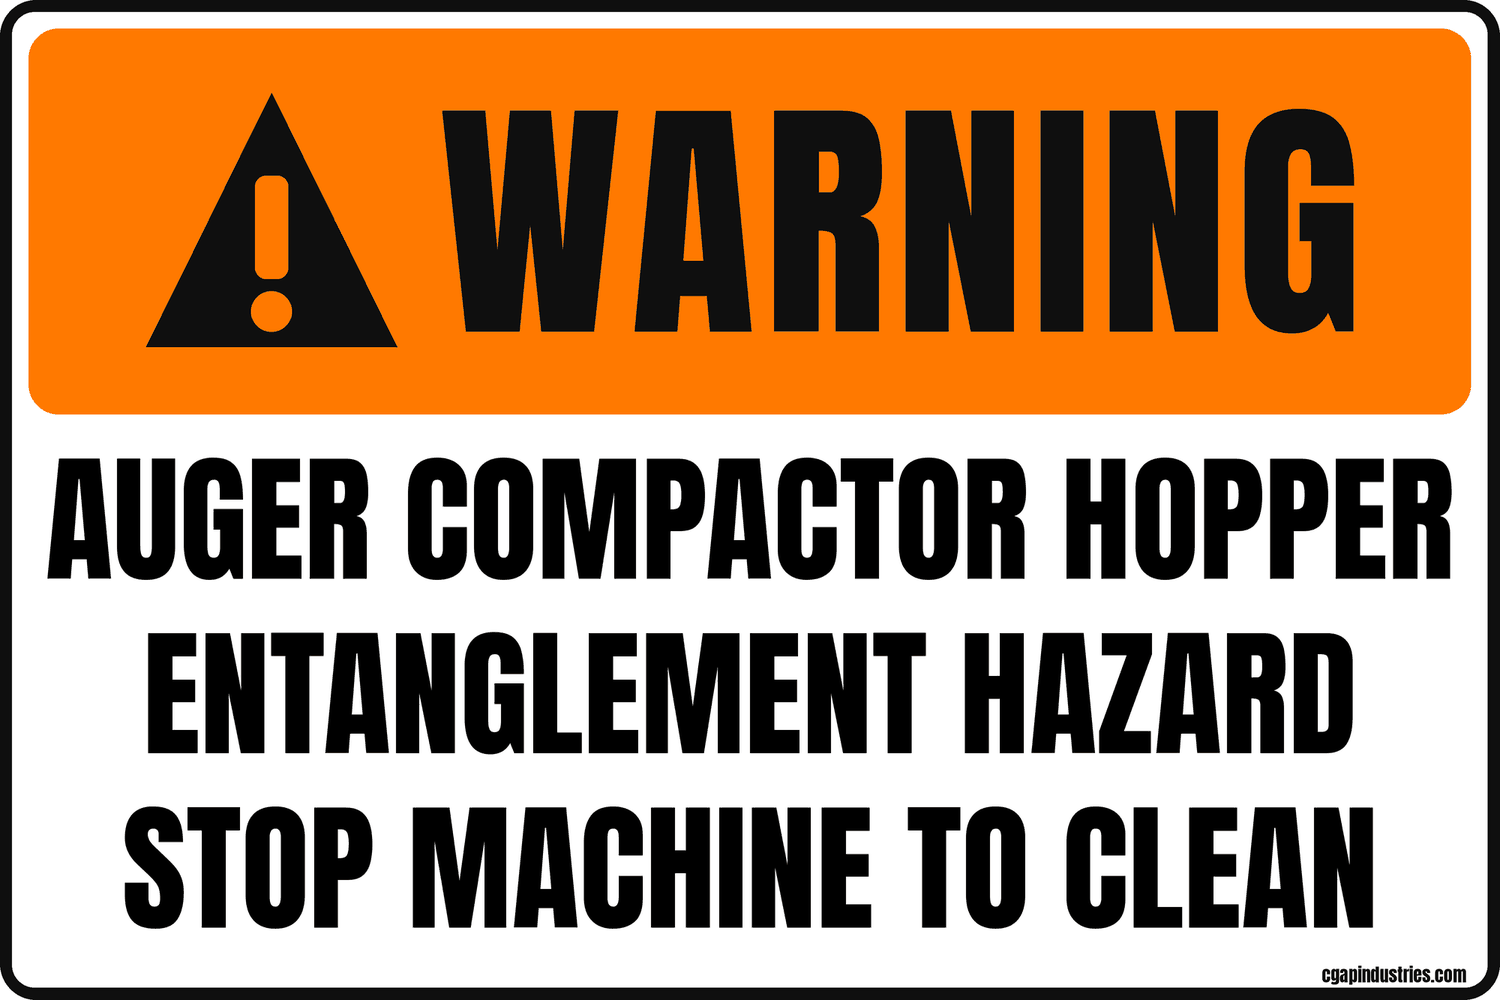 WARNING
AUGER COMPACTOR HOPPER
ENTANGLEMENT HAZARD
STOP MACHINE TO CLEAN
cgapindustries.com